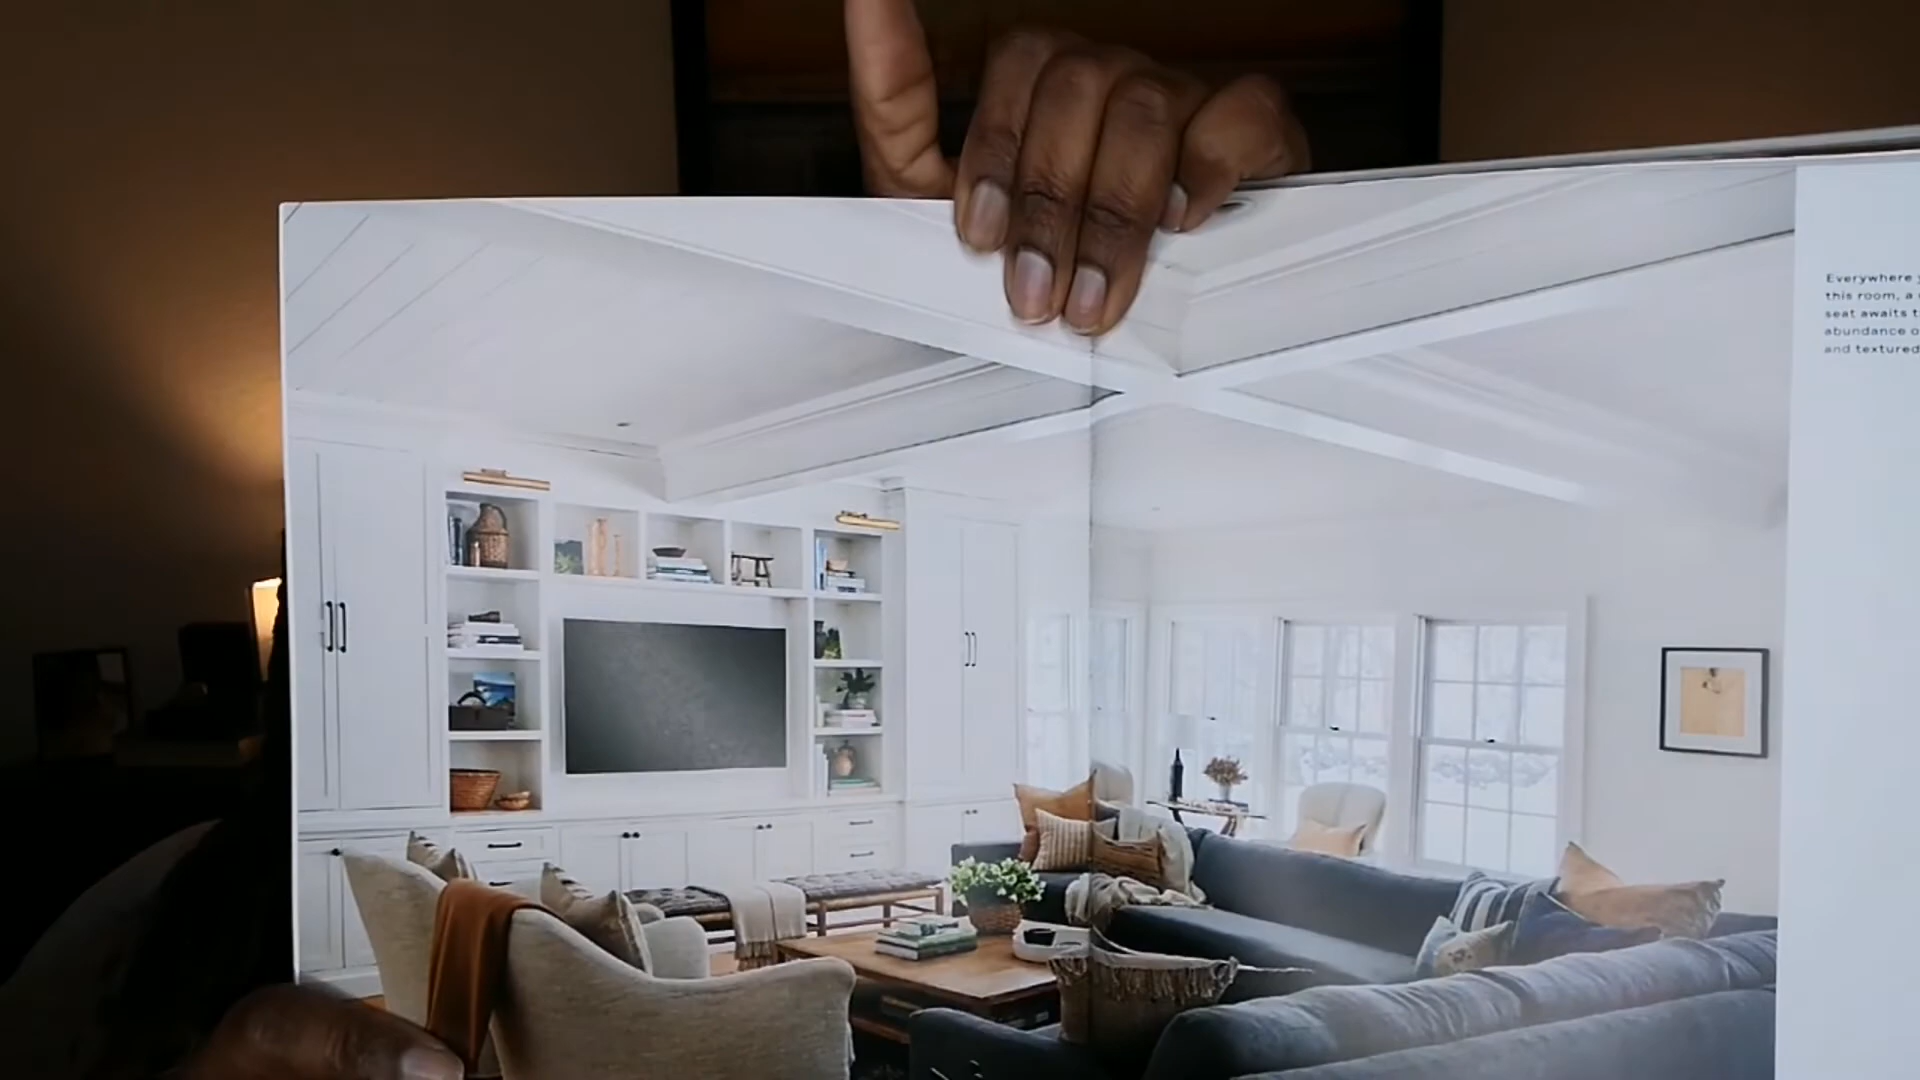 Everywhere
this room, a
seat awaits
abundance
and textured